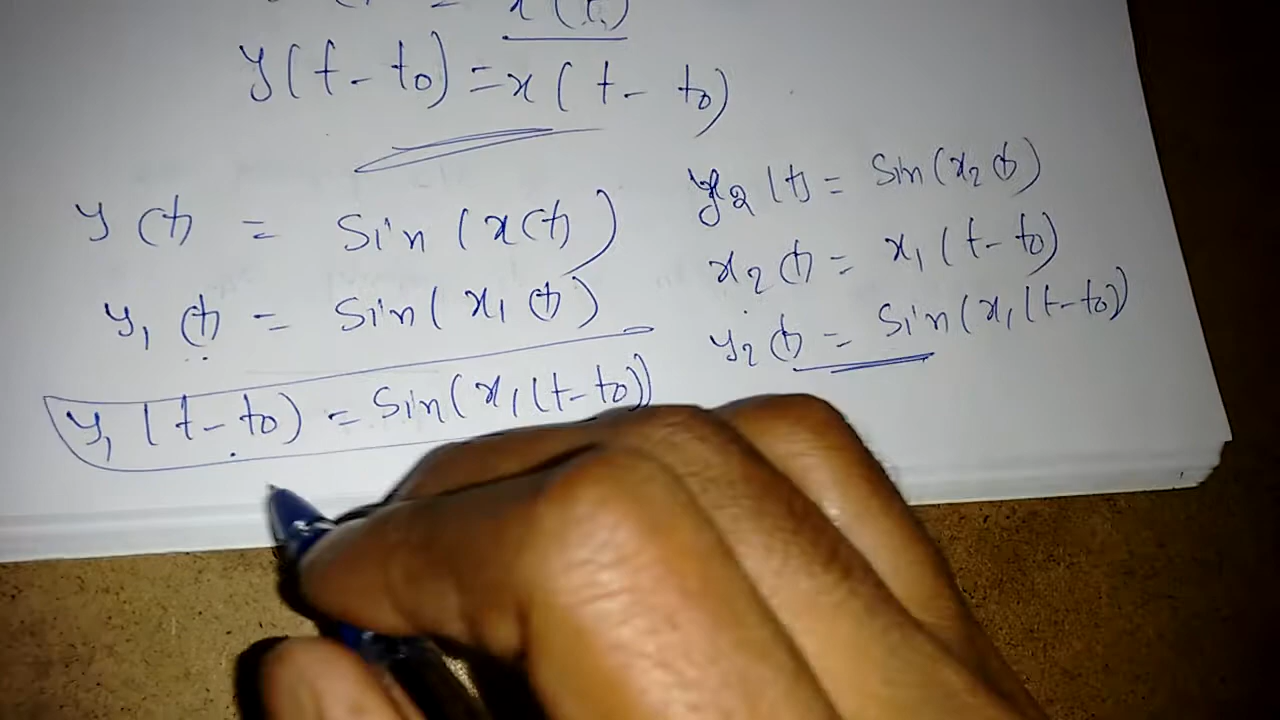 y(t-t0) = x(t-t0)
y(t) = Sin(x(t))
y1(t) = Sin(x1(t))
y1(t-t0) = Sin(x1(t-t0))
y2(t) = Sin(x2(t))
x2(t) = x1(t-t0)
y2(t) = Sin(x1(t-t0))